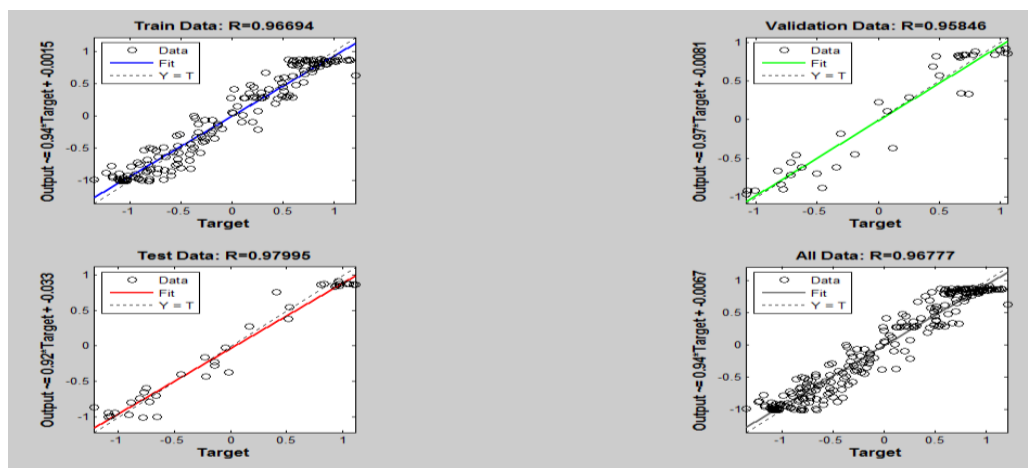 Train Data: R=0.96694
Output ~= 0.94*Target + -0.0015
1
0.5
0
-0.5
-1
Data
Fit
Y = T
-1 -0.5 0 0.5 1
Target
Validation Data: R=0.95846
Output ~= 0.97*Target + -0.0081
1
0.5
0
-0.5
-1
Data
Fit
Y = T
-1 -0.5 0 0.5 1
Target
Test Data: R=0.97995
Output ~= 0.92*Target + -0.033
1
0.5
0
-0.5
-1
Data
Fit
Y = T
-1 -0.5 0 0.5 1
Target
All Data: R=0.96777
Output ~= 0.94*Target + -0.0067
1
0.5
0
-0.5
-1
Data
Fit
Y = T
-1 -0.5 0 0.5 1
Target